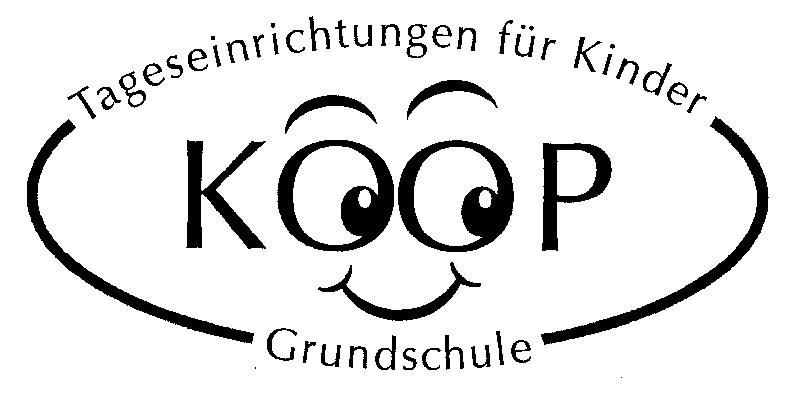 Tageseinrichtungen für Kinder
KOOP
Grundschule